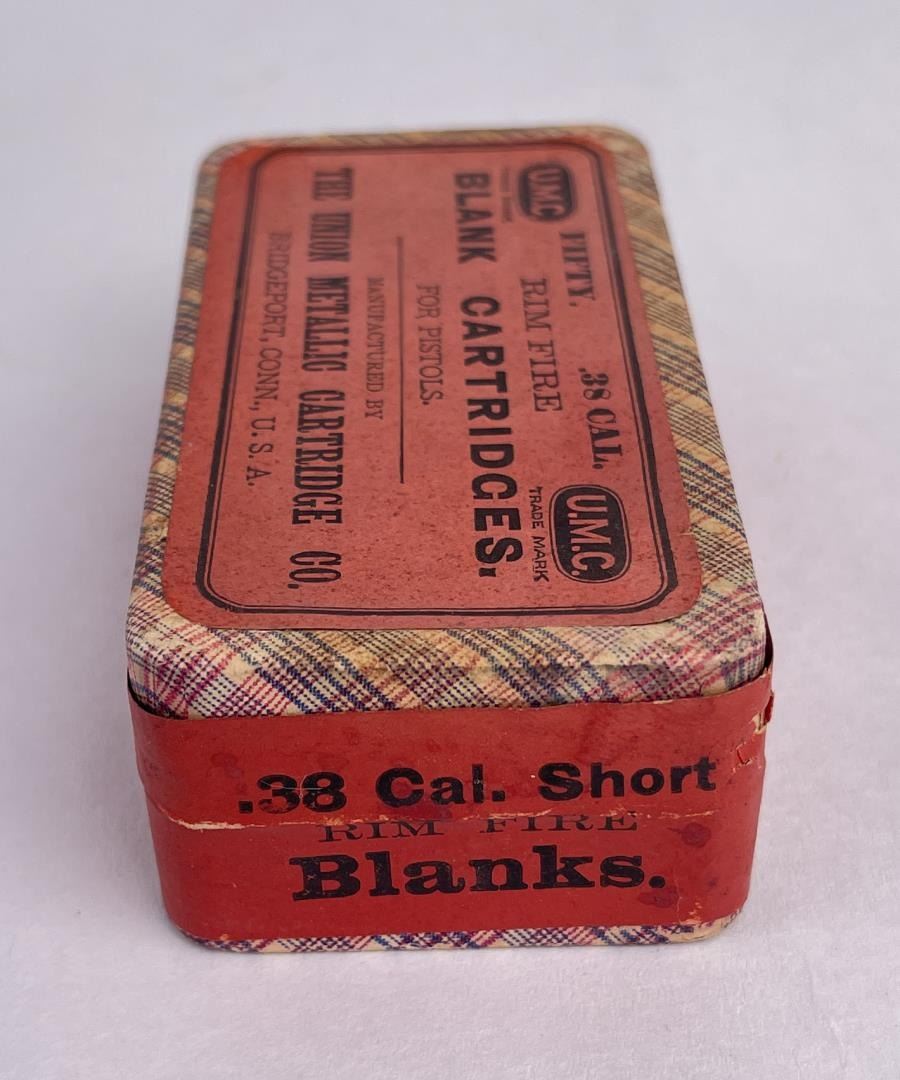 U.M.C. FIFTY. .38 CAL. U.M.C.
TRADE MARK
RIM FIRE
BLANK CARTRIDGES.
FOR PISTOLS.
MANUFACTURED BY
THE UNION METALLIC CARTRIDGE CO.
BRIDGEPORT, CONN., U.S.A.
.38 Cal. Short
RIM FIRE
Blanks.